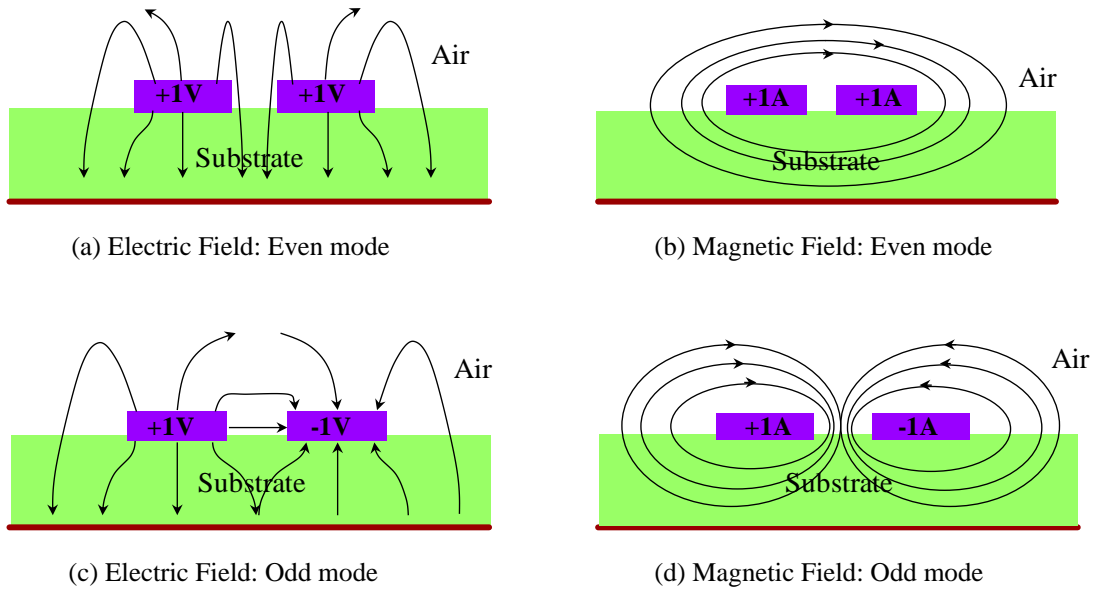 Air
+1V +1V
Substrate
(a) Electric Field: Even mode
Air
+1A +1A
Substrate
(b) Magnetic Field: Even mode
Air
+1V -1V
Substrate
(c) Electric Field: Odd mode
Air
+1A -1A
Substrate
(d) Magnetic Field: Odd mode